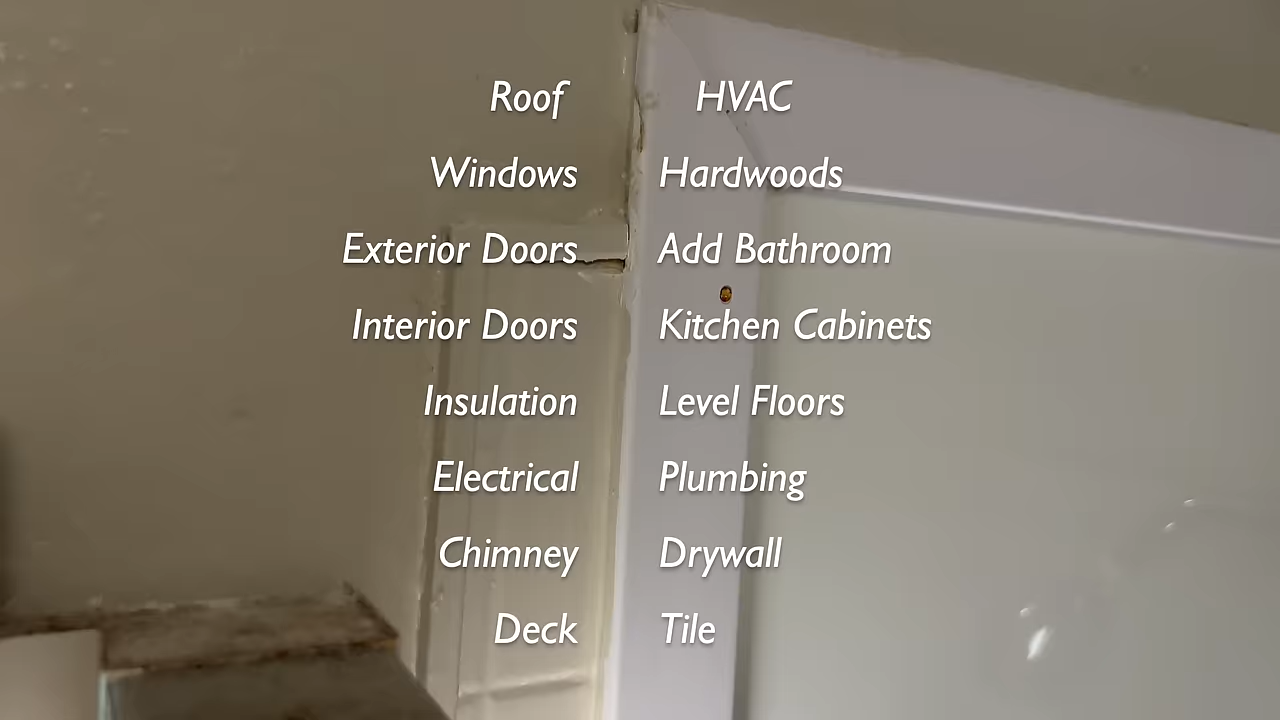 Roof
Windows
Exterior Doors
Interior Doors
Insulation
Electrical
Chimney
Deck
HVAC
Hardwoods
Add Bathroom
Kitchen Cabinets
Level Floors
Plumbing
Drywall
Tile